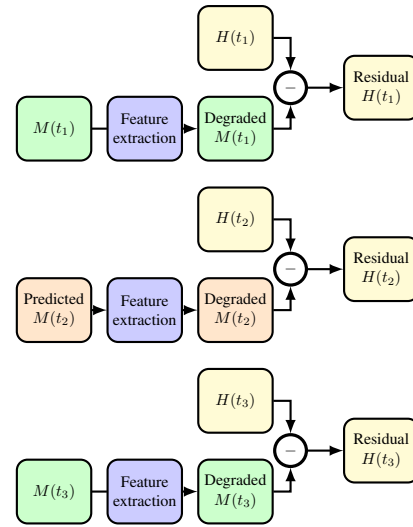 H(t₁)
−
Residual
H(t₁)
M(t₁)
Feature
extraction
Degraded
M(t₁)
H(t₂)
−
Residual
H(t₂)
Predicted
M(t₂)
Feature
extraction
Degraded
M(t₂)
H(t₃)
−
Residual
H(t₃)
M(t₃)
Feature
extraction
Degraded
M(t₃)